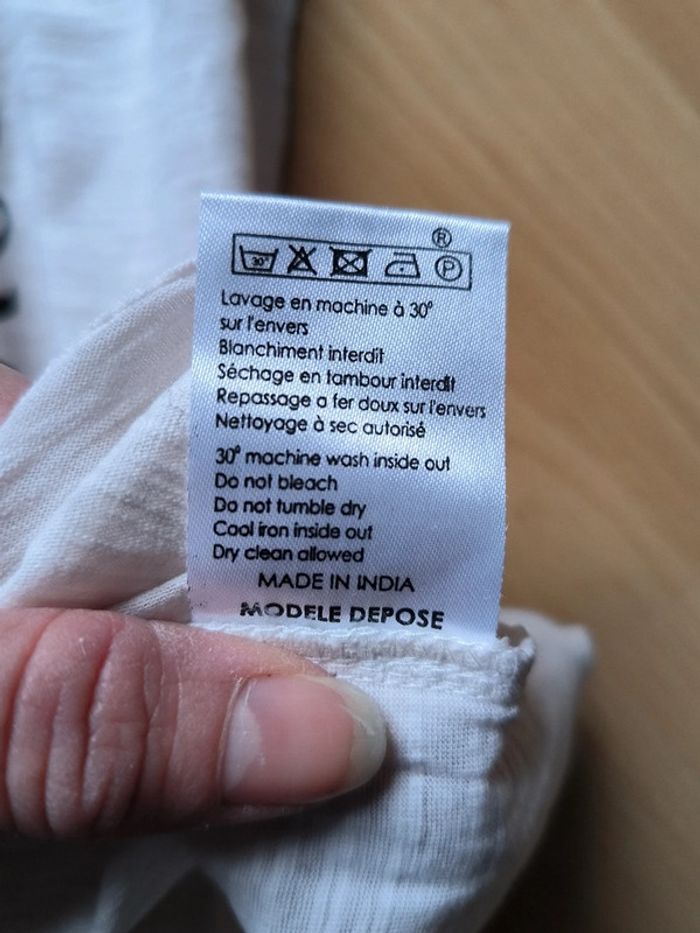 ®
30°
P
Lavage en machine à 30°
sur l'envers
Blanchiment interdit
Séchage en tambour interdit
Repassage a fer doux sur l'envers
Nettoyage à sec autorisé
30° machine wash inside out
Do not bleach
Do not tumble dry
Cool iron inside out
Dry clean allowed
MADE IN INDIA
MODELE DEPOSE